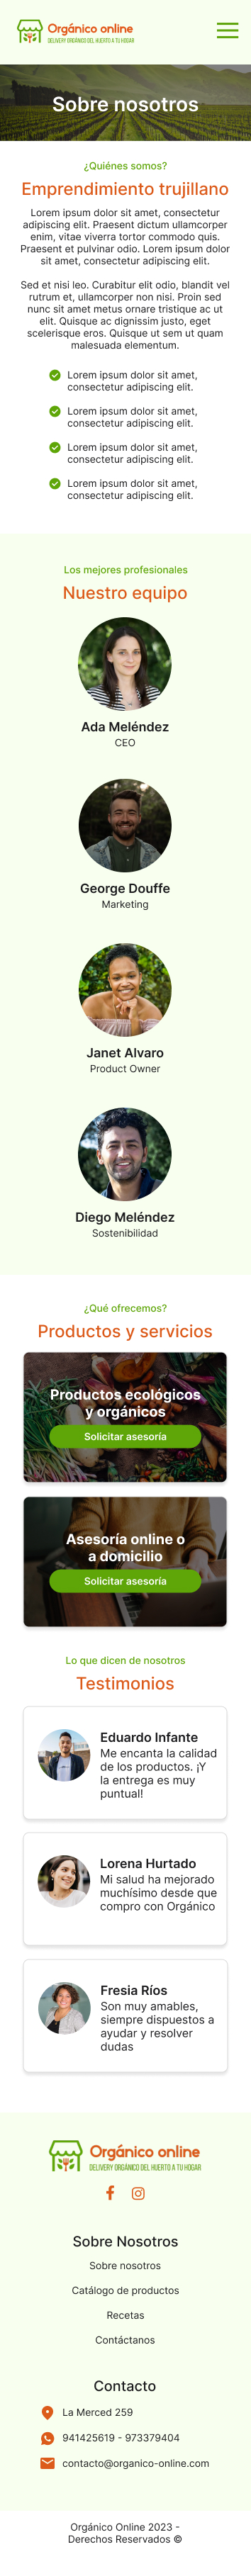 Orgánico online
DELIVERY ORGÁNICO DEL HUERTO A TU HOGAR
Sobre nosotros
¿Quiénes somos?
Emprendimiento trujillano
Lorem ipsum dolor sit amet, consectetur
adipiscing elit. Praesent dictum ullamcorper
enim, vitae viverra tortor commodo quis.
Praesent et pulvinar odio. Lorem ipsum dolor
sit amet, consectetur adipiscing elit.
Sed et nisi leo. Curabitur elit odio, blandit vel
rutrum et, ullamcorper non nisi. Proin sed
nunc sit amet metus ornare tristique ac ut
elit. Quisque ac dignissim justo, eget
scelerisque eros. Quisque ut sem ut quam
malesuada elementum.
Lorem ipsum dolor sit amet,
consectetur adipiscing elit.
Lorem ipsum dolor sit amet,
consectetur adipiscing elit.
Lorem ipsum dolor sit amet,
consectetur adipiscing elit.
Lorem ipsum dolor sit amet,
consectetur adipiscing elit.
Los mejores profesionales
Nuestro equipo
Ada Meléndez
CEO
George Douffe
Marketing
Janet Alvaro
Product Owner
Diego Meléndez
Sostenibilidad
¿Qué ofrecemos?
Productos y servicios
Productos ecológicos
y orgánicos
Solicitar asesoría
Asesoría online o
a domicilio
Solicitar asesoría
Lo que dicen de nosotros
Testimonios
Eduardo Infante
Me encanta la calidad
de los productos. ¡Y
la entrega es muy
puntual!
Lorena Hurtado
Mi salud ha mejorado
muchísimo desde que
compro con Orgánico
Fresia Ríos
Son muy amables,
siempre dispuestos a
ayudar y resolver
dudas
Orgánico online
DELIVERY ORGÁNICO DEL HUERTO A TU HOGAR
Sobre Nosotros
Sobre nosotros
Catálogo de productos
Recetas
Contáctanos
Contacto
La Merced 259
941425619 - 973379404
contacto@organico-online.com
Orgánico Online 2023 -
Derechos Reservados ©